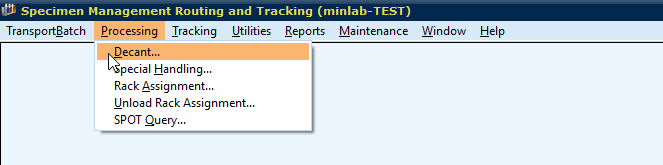 Specimen Management Routing and Tracking (minlab-TEST)
TransportBatch Processing Tracking Utilities Reports Maintenance Window Help
Decant...
Special Handling...
Rack Assignment...
Unload Rack Assignment...
SPOT Query...